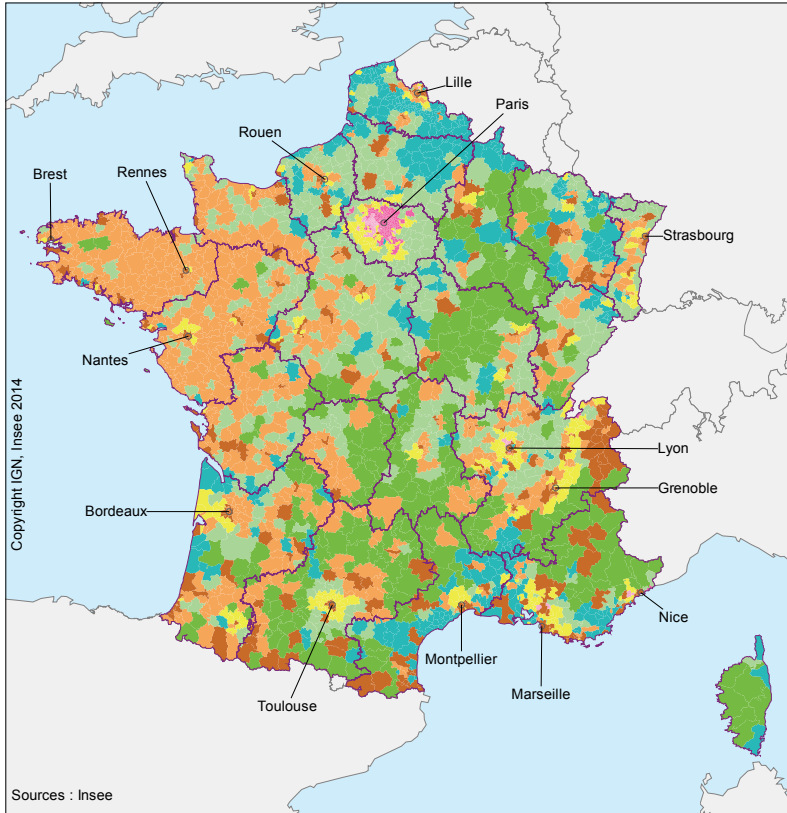 Lille
Paris
Rouen
Brest
Rennes
Strasbourg
Nantes
Lyon
Grenoble
Bordeaux
Nice
Montpellier
Marseille
Toulouse
Copyright IGN, Insee 2014
Sources : Insee